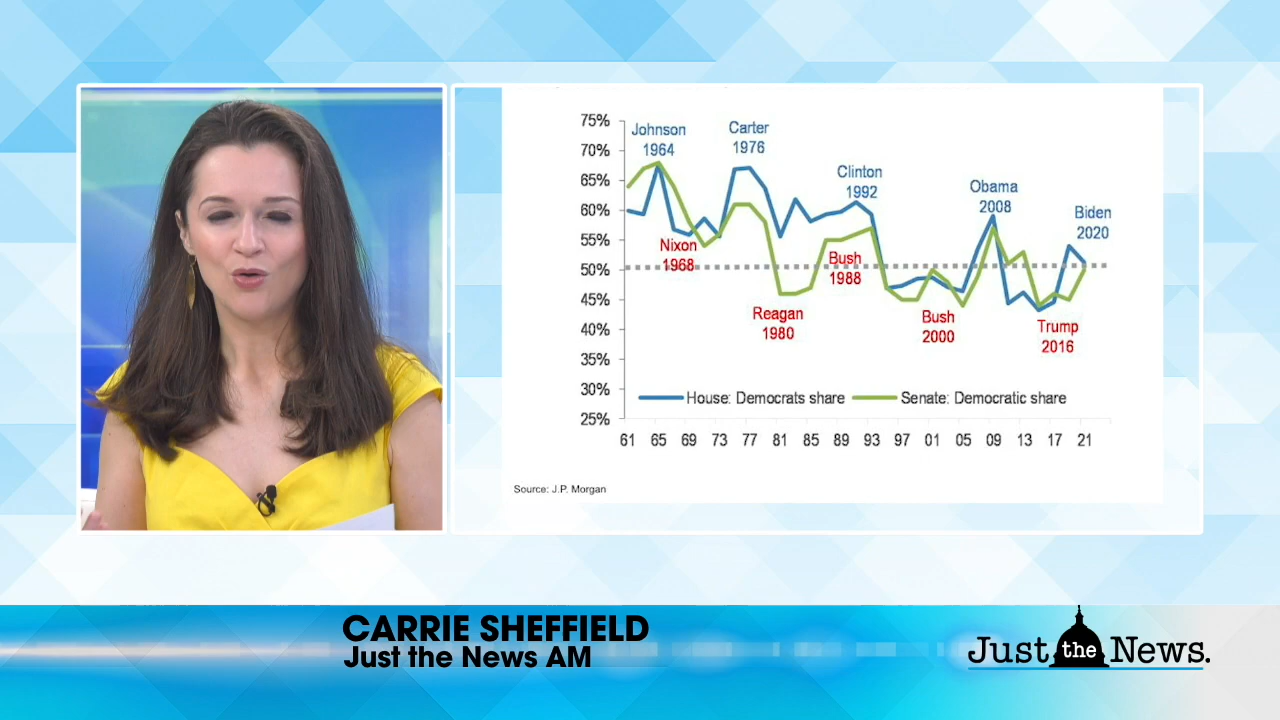 75%
70%
65%
60%
55%
50%
45%
40%
35%
30%
25%
Johnson
1964
Carter
1976
Clinton
1992
Obama
2008
Biden
2020
Nixon
1968
Bush
1988
Reagan
1980
Bush
2000
Trump
2016
House: Democrats share
Senate: Democratic share
61 65 69 73 77 81 85 89 93 97 01 05 09 13 17 21
Source: J.P. Morgan
CARRIE SHEFFIELD
Just the News AM
Just the News.